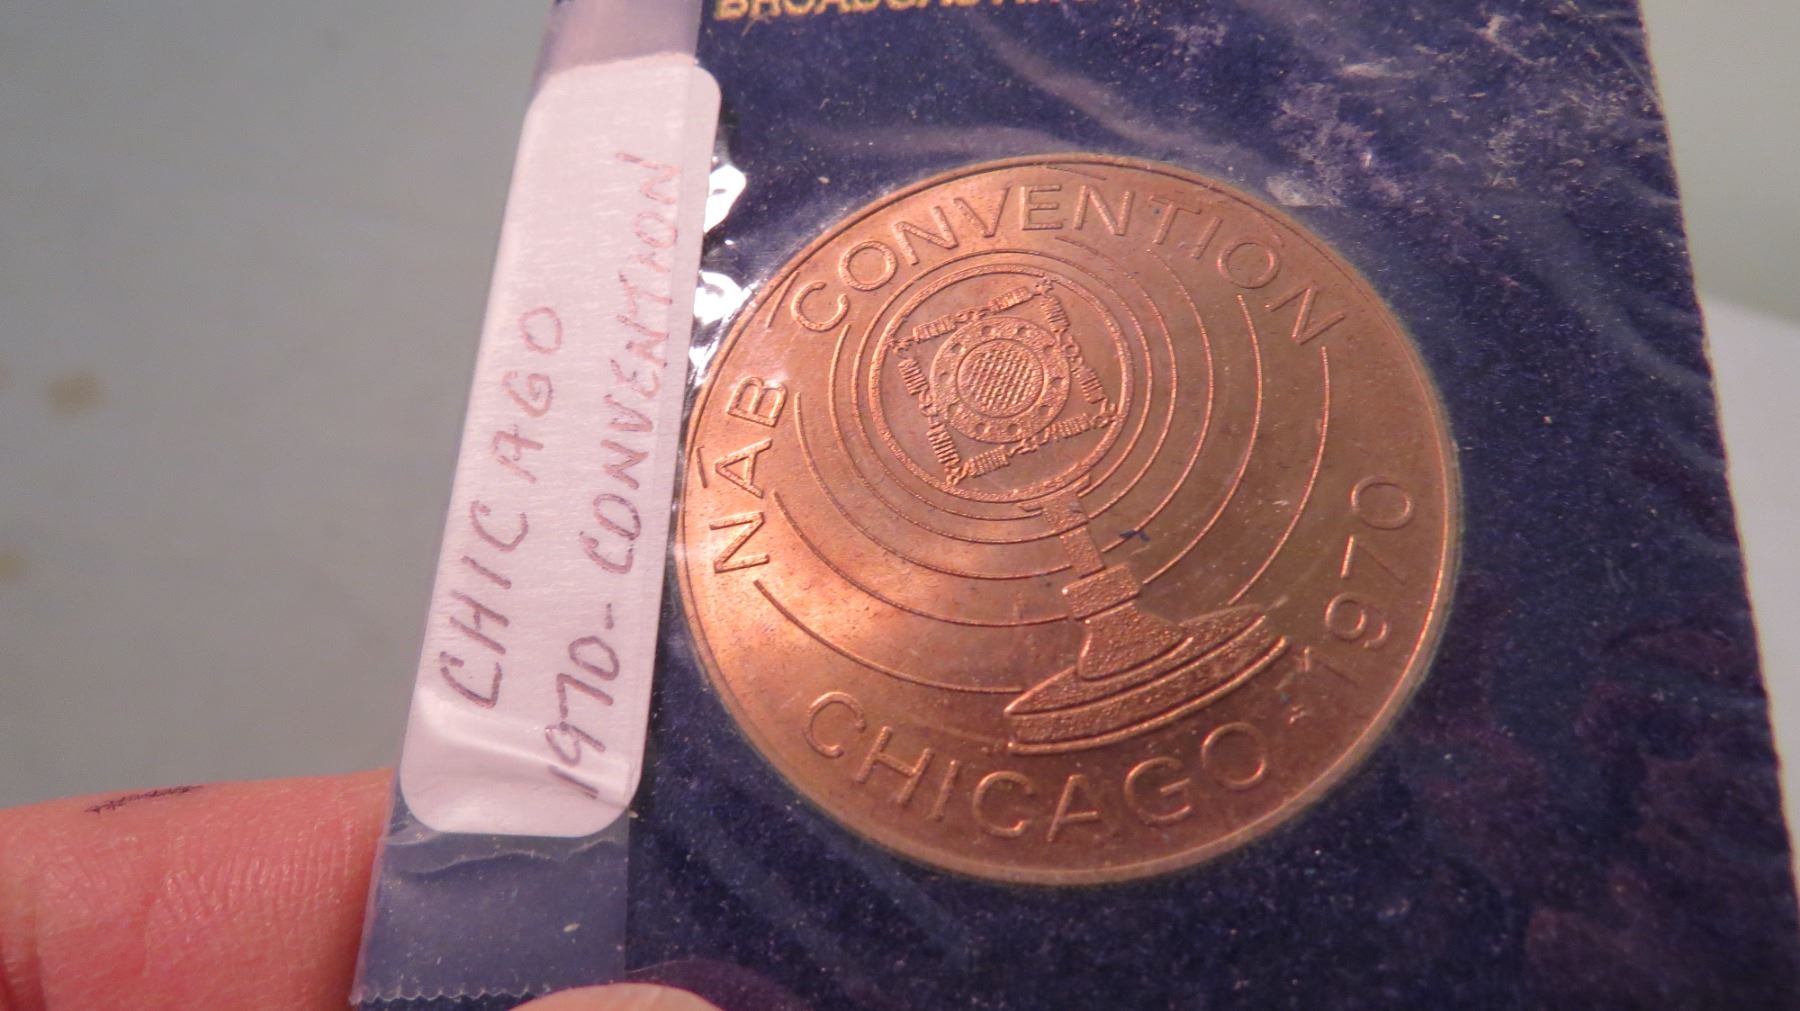 NAB CONVENTION
CHICAGO 1970
CHICAGO
1970-CONVENTION